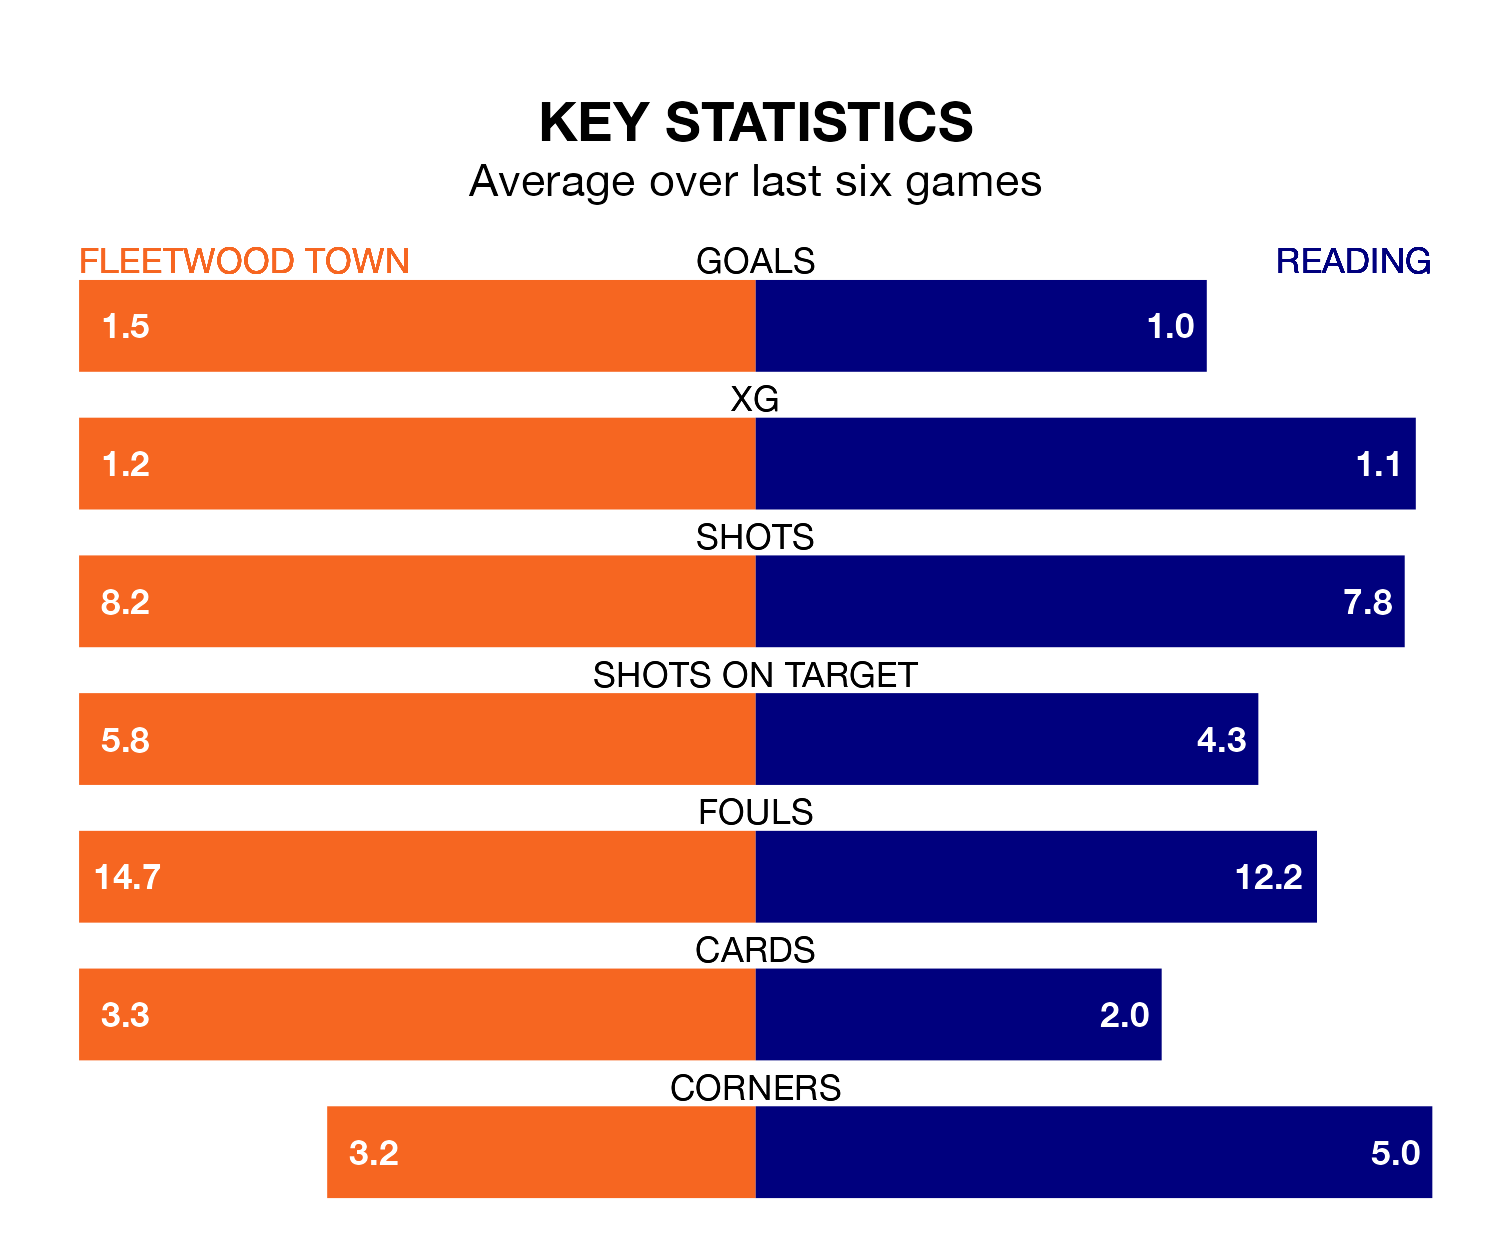 KEY STATISTICS
Average over last six games
FLEETWOOD TOWN GOALS READING
1.5 1.0
XG
1.2 1.1
SHOTS
8.2 7.8
SHOTS ON TARGET
5.8 4.3
FOULS
14.7 12.2
CARDS
3.3 2.0
CORNERS
3.2 5.0